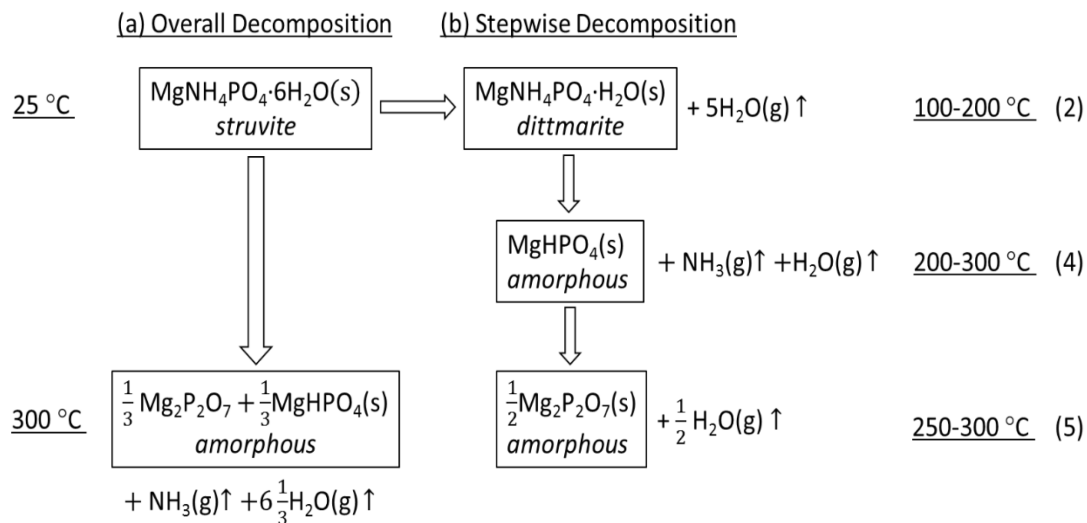 (a) Overall Decomposition (b) Stepwise Decomposition
25 °C MgNH₄PO₄·6H₂O(s) MgNH₄PO₄·H₂O(s) + 5H₂O(g)↑ 100-200 °C (2)
struvite dittmarite
MgHPO₄(s) + NH₃(g)↑ +H₂O(g)↑ 200-300 °C (4)
amorphous
300 °C 1/3 Mg₂P₂O₇ + 1/3 MgHPO₄(s) 1/2 Mg₂P₂O₇(s) + 1/2 H₂O(g)↑ 250-300 °C (5)
amorphous amorphous
+ NH₃(g)↑ +6 1/3 H₂O(g)↑